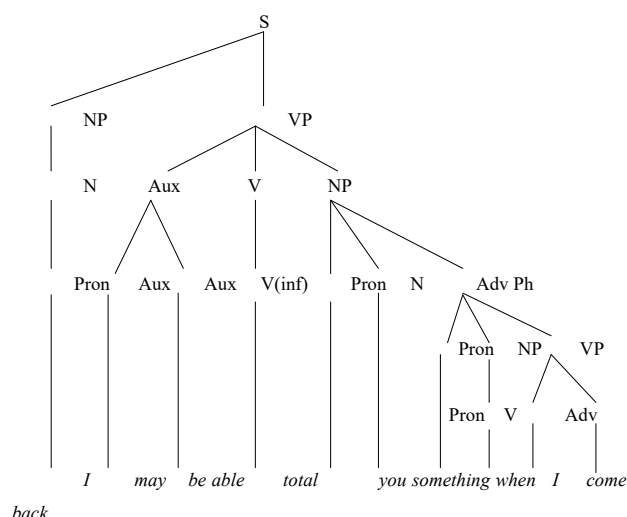 S
NP VP
N Aux V NP
Pron Aux Aux V(inf) Pron N Adv Ph
Pron NP VP
Pron V Adv
I may be able total you something when I come
back